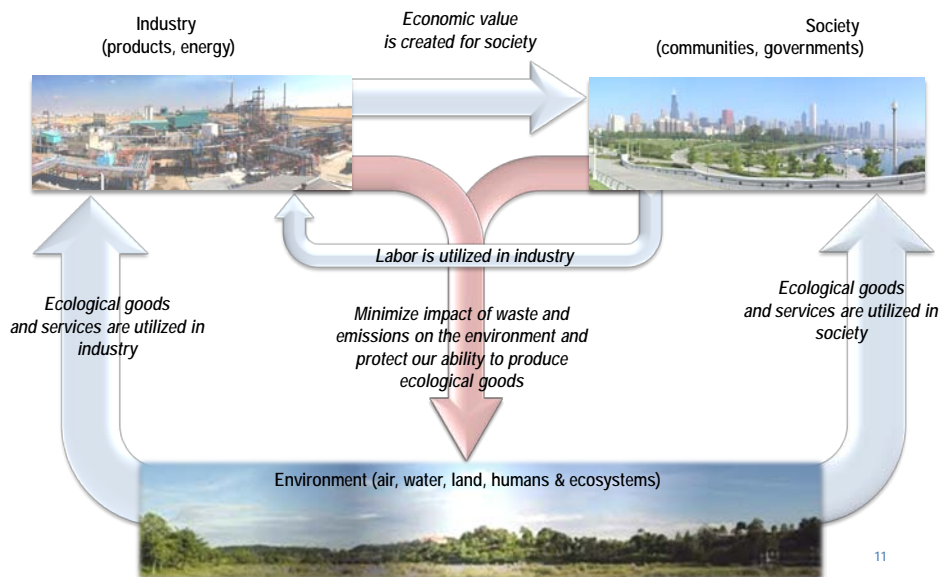 Industry
(products, energy)
Economic value
is created for society
Society
(communities, governments)
Labor is utilized in industry
Ecological goods
and services are utilized in
industry
Minimize impact of waste and
emissions on the environment and
protect our ability to produce
ecological goods
Ecological goods
and services are utilized in
society
Environment (air, water, land, humans & ecosystems)
11